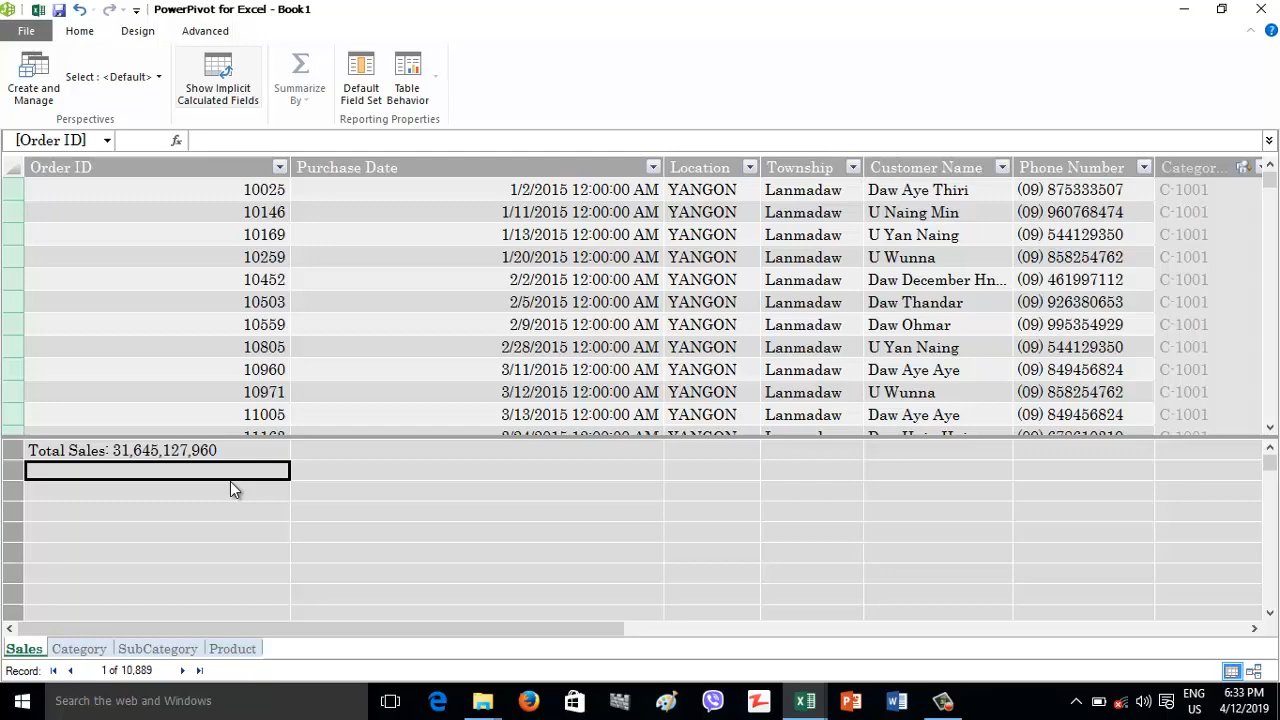 PowerPivot for Excel - Book1
File Home Design Advanced
Create and Manage
Select : <Default>
Perspectives
Show Implicit Calculated Fields
Summarize By
Default Field Set
Table Behavior
Reporting Properties
[Order ID] fx
Order ID Purchase Date Location Township Customer Name Phone Number Categor...
10025 1/2/2015 12:00:00 AM YANGON Lanmadaw Daw Aye Thiri (09) 875333507 C-1001
10146 1/11/2015 12:00:00 AM YANGON Lanmadaw U Naing Min (09) 960768474 C-1001
10169 1/13/2015 12:00:00 AM YANGON Lanmadaw U Yan Naing (09) 544129350 C-1001
10259 1/20/2015 12:00:00 AM YANGON Lanmadaw U Wunna (09) 858254762 C-1001
10452 2/2/2015 12:00:00 AM YANGON Lanmadaw Daw December Hn... (09) 461997112 C-1001
10503 2/5/2015 12:00:00 AM YANGON Lanmadaw Daw Thandar (09) 926380653 C-1001
10559 2/9/2015 12:00:00 AM YANGON Lanmadaw Daw Ohmar (09) 995354929 C-1001
10805 2/28/2015 12:00:00 AM YANGON Lanmadaw U Yan Naing (09) 544129350 C-1001
10960 3/11/2015 12:00:00 AM YANGON Lanmadaw Daw Aye Aye (09) 849456824 C-1001
10971 3/12/2015 12:00:00 AM YANGON Lanmadaw U Wunna (09) 858254762 C-1001
11005 3/13/2015 12:00:00 AM YANGON Lanmadaw Daw Aye Aye (09) 849456824 C-1001
Total Sales: 31,645,127,960
Sales Category SubCategory Product
Record: 1 of 10,889
Search the web and Windows
ENG 6:33 PM
US 4/12/2019